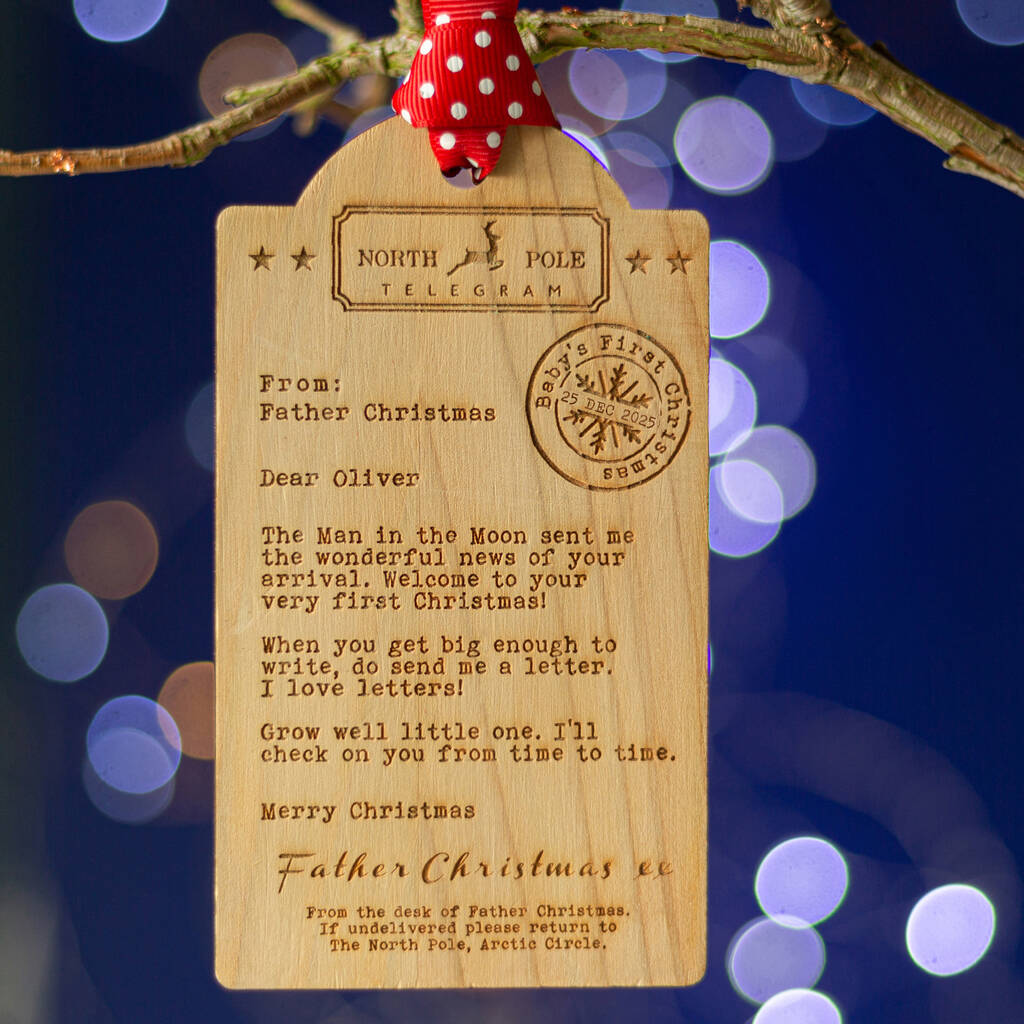 NORTH POLE
TELEGRAM
Baby's First Christmas
25 DEC 2025
From:
Father Christmas
Dear Oliver
The Man in the Moon sent me
the wonderful news of your
arrival. Welcome to your
very first Christmas!
When you get big enough to
write, do send me a letter.
I love letters!
Grow well little one. I'll
check on you from time to time.
Merry Christmas
Father Christmas xx
From the desk of Father Christmas.
If undelivered please return to
The North Pole, Arctic Circle.